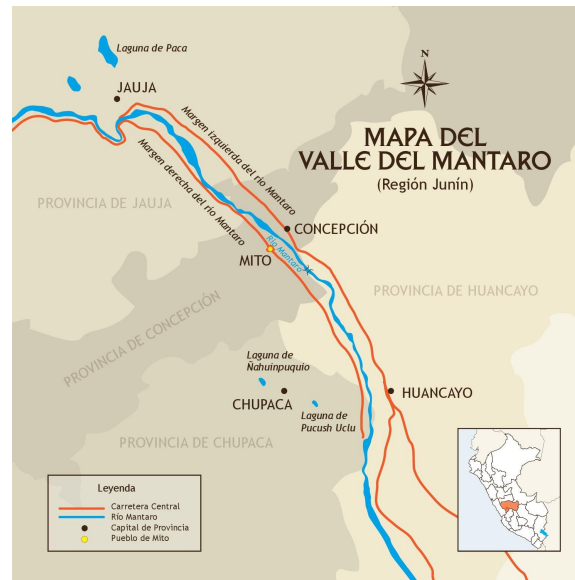 Laguna de Paca
JAUJA
N
MAPA DEL
VALLE DEL MANTARO
(Región Junín)
Margen izquierda del río Mantaro
Margen derecha del río Mantaro
PROVINCIA DE JAUJA
CONCEPCIÓN
Río Mantaro
MITO
PROVINCIA DE HUANCAYO
PROVINCIA DE CONCEPCIÓN
Laguna de
Ñahuinpuquio
CHUPACA
HUANCAYO
Laguna de
Pucush Uclu
PROVINCIA DE CHUPACA
Leyenda
Carretera Central
Río Mantaro
Capital de Provincia
Pueblo de Mito